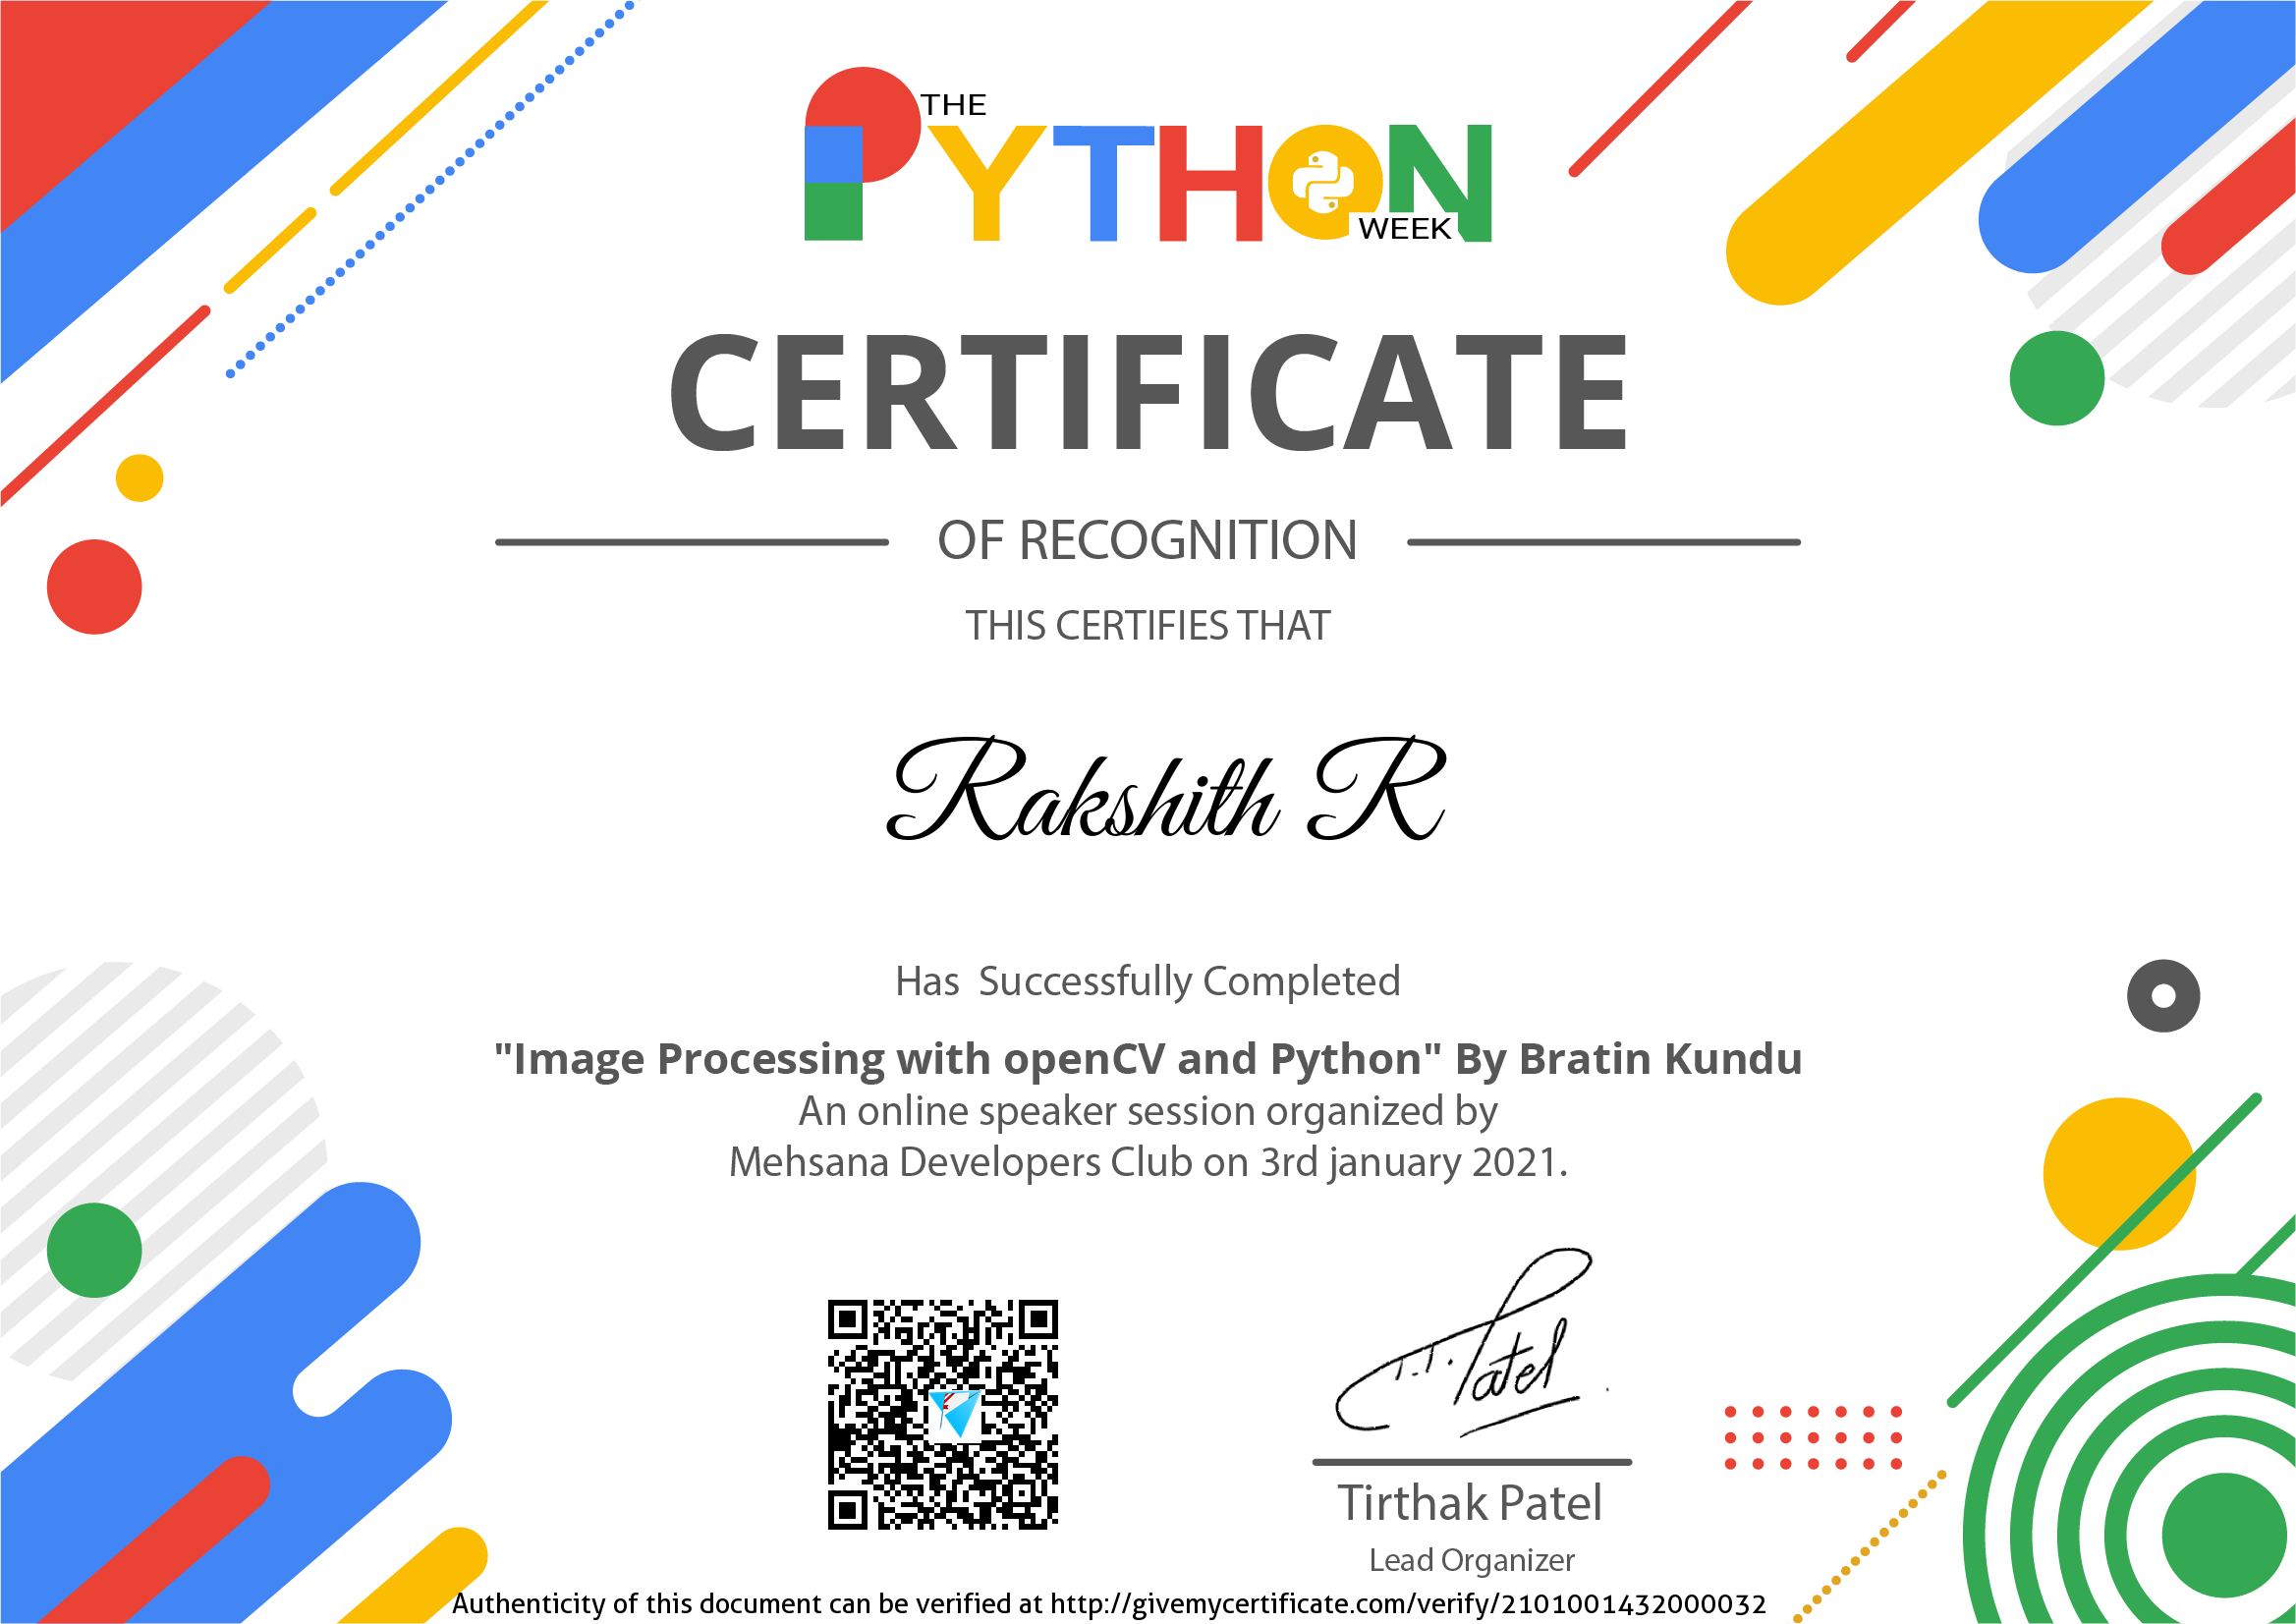 THE
PYTHON
WEEK
CERTIFICATE
OF RECOGNITION
THIS CERTIFIES THAT
Rakshith R
Has Successfully Completed
"Image Processing with openCV and Python" By Bratin Kundu
An online speaker session organized by
Mehsana Developers Club on 3rd january 2021.
T.T. Patel
Tirthak Patel
Lead Organizer
Authenticity of this document can be verified at http://givemycertificate.com/verify/2101001432000032